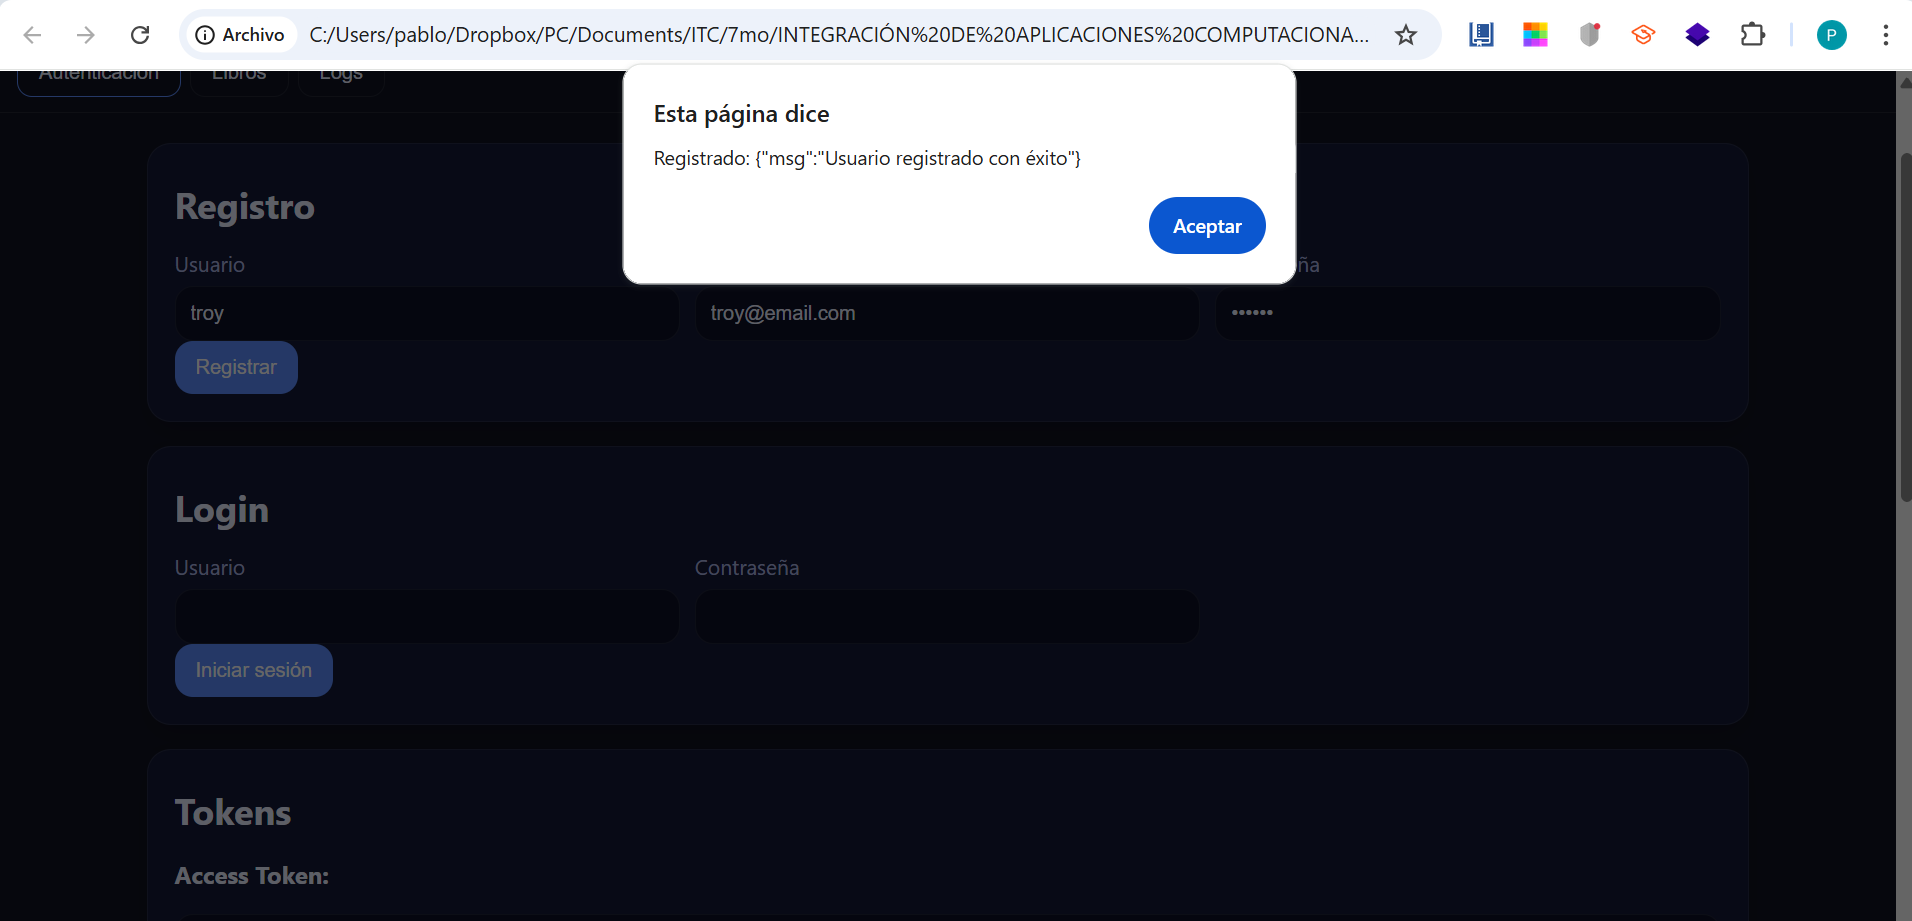 Archivo C:/Users/pablo/Dropbox/PC/Documents/ITC/7mo/INTEGRACIÓN%20DE%20APLICACIONES%20COMPUTACIONA... P
Autenticación Libros Logs
Esta página dice
Registrado: {"msg":"Usuario registrado con éxito"}
Aceptar
Registro
Usuario ña
troy troy@email.com ••••••
Registrar
Login
Usuario Contraseña
Iniciar sesión
Tokens
Access Token: